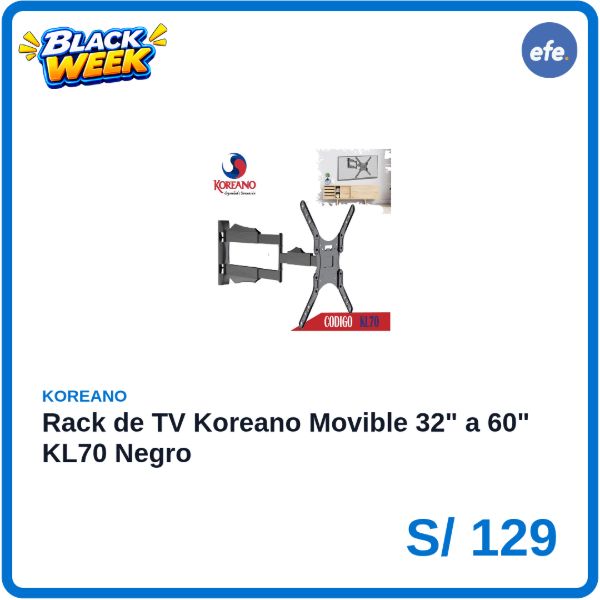 BLACK
WEEK
efe.
KOREANO
CODIGO KL70
KOREANO
Rack de TV Koreano Movible 32" a 60"
KL70 Negro
S/ 129